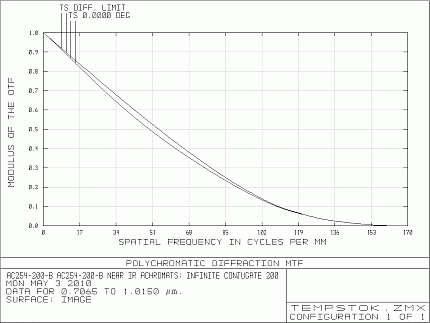 TS DIFF. LIMIT
TS 0.0000 DEG
1.0
0.9
0.8
0.7
0.6
0.5
0.4
0.3
0.2
0.1
0.0
MODULUS OF THE OTF
0 17 34 51 68 85 102 119 136 153 170
SPATIAL FREQUENCY IN CYCLES PER MM
POLYCHROMATIC DIFFRACTION MTF
AC254-200-B AC254-200-B NEAR IR ACHROMATS: INFINITE CONJUGATE 200
MON MAY 3 2010
DATA FOR 0.7065 TO 1.0150 µm.
SURFACE: IMAGE
TEMPSTOK.ZMX
CONFIGURATION 1 OF 1